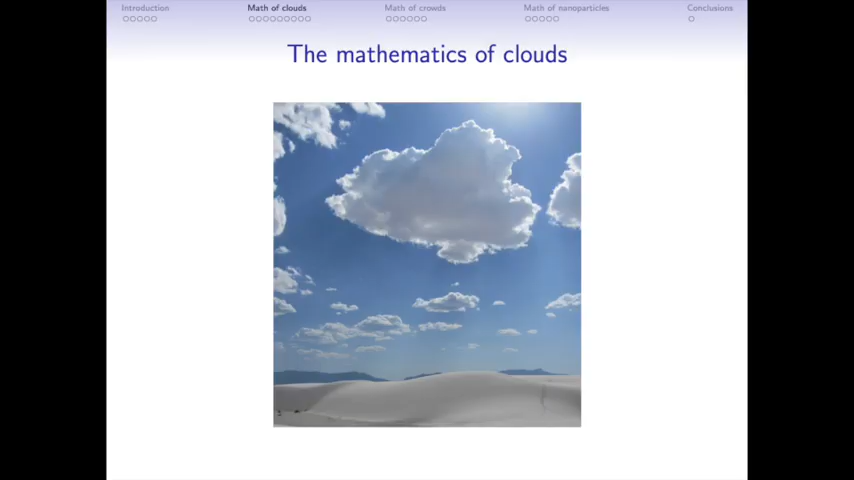 Introduction Math of clouds Math of crowds Math of nanoparticles Conclusions
The mathematics of clouds